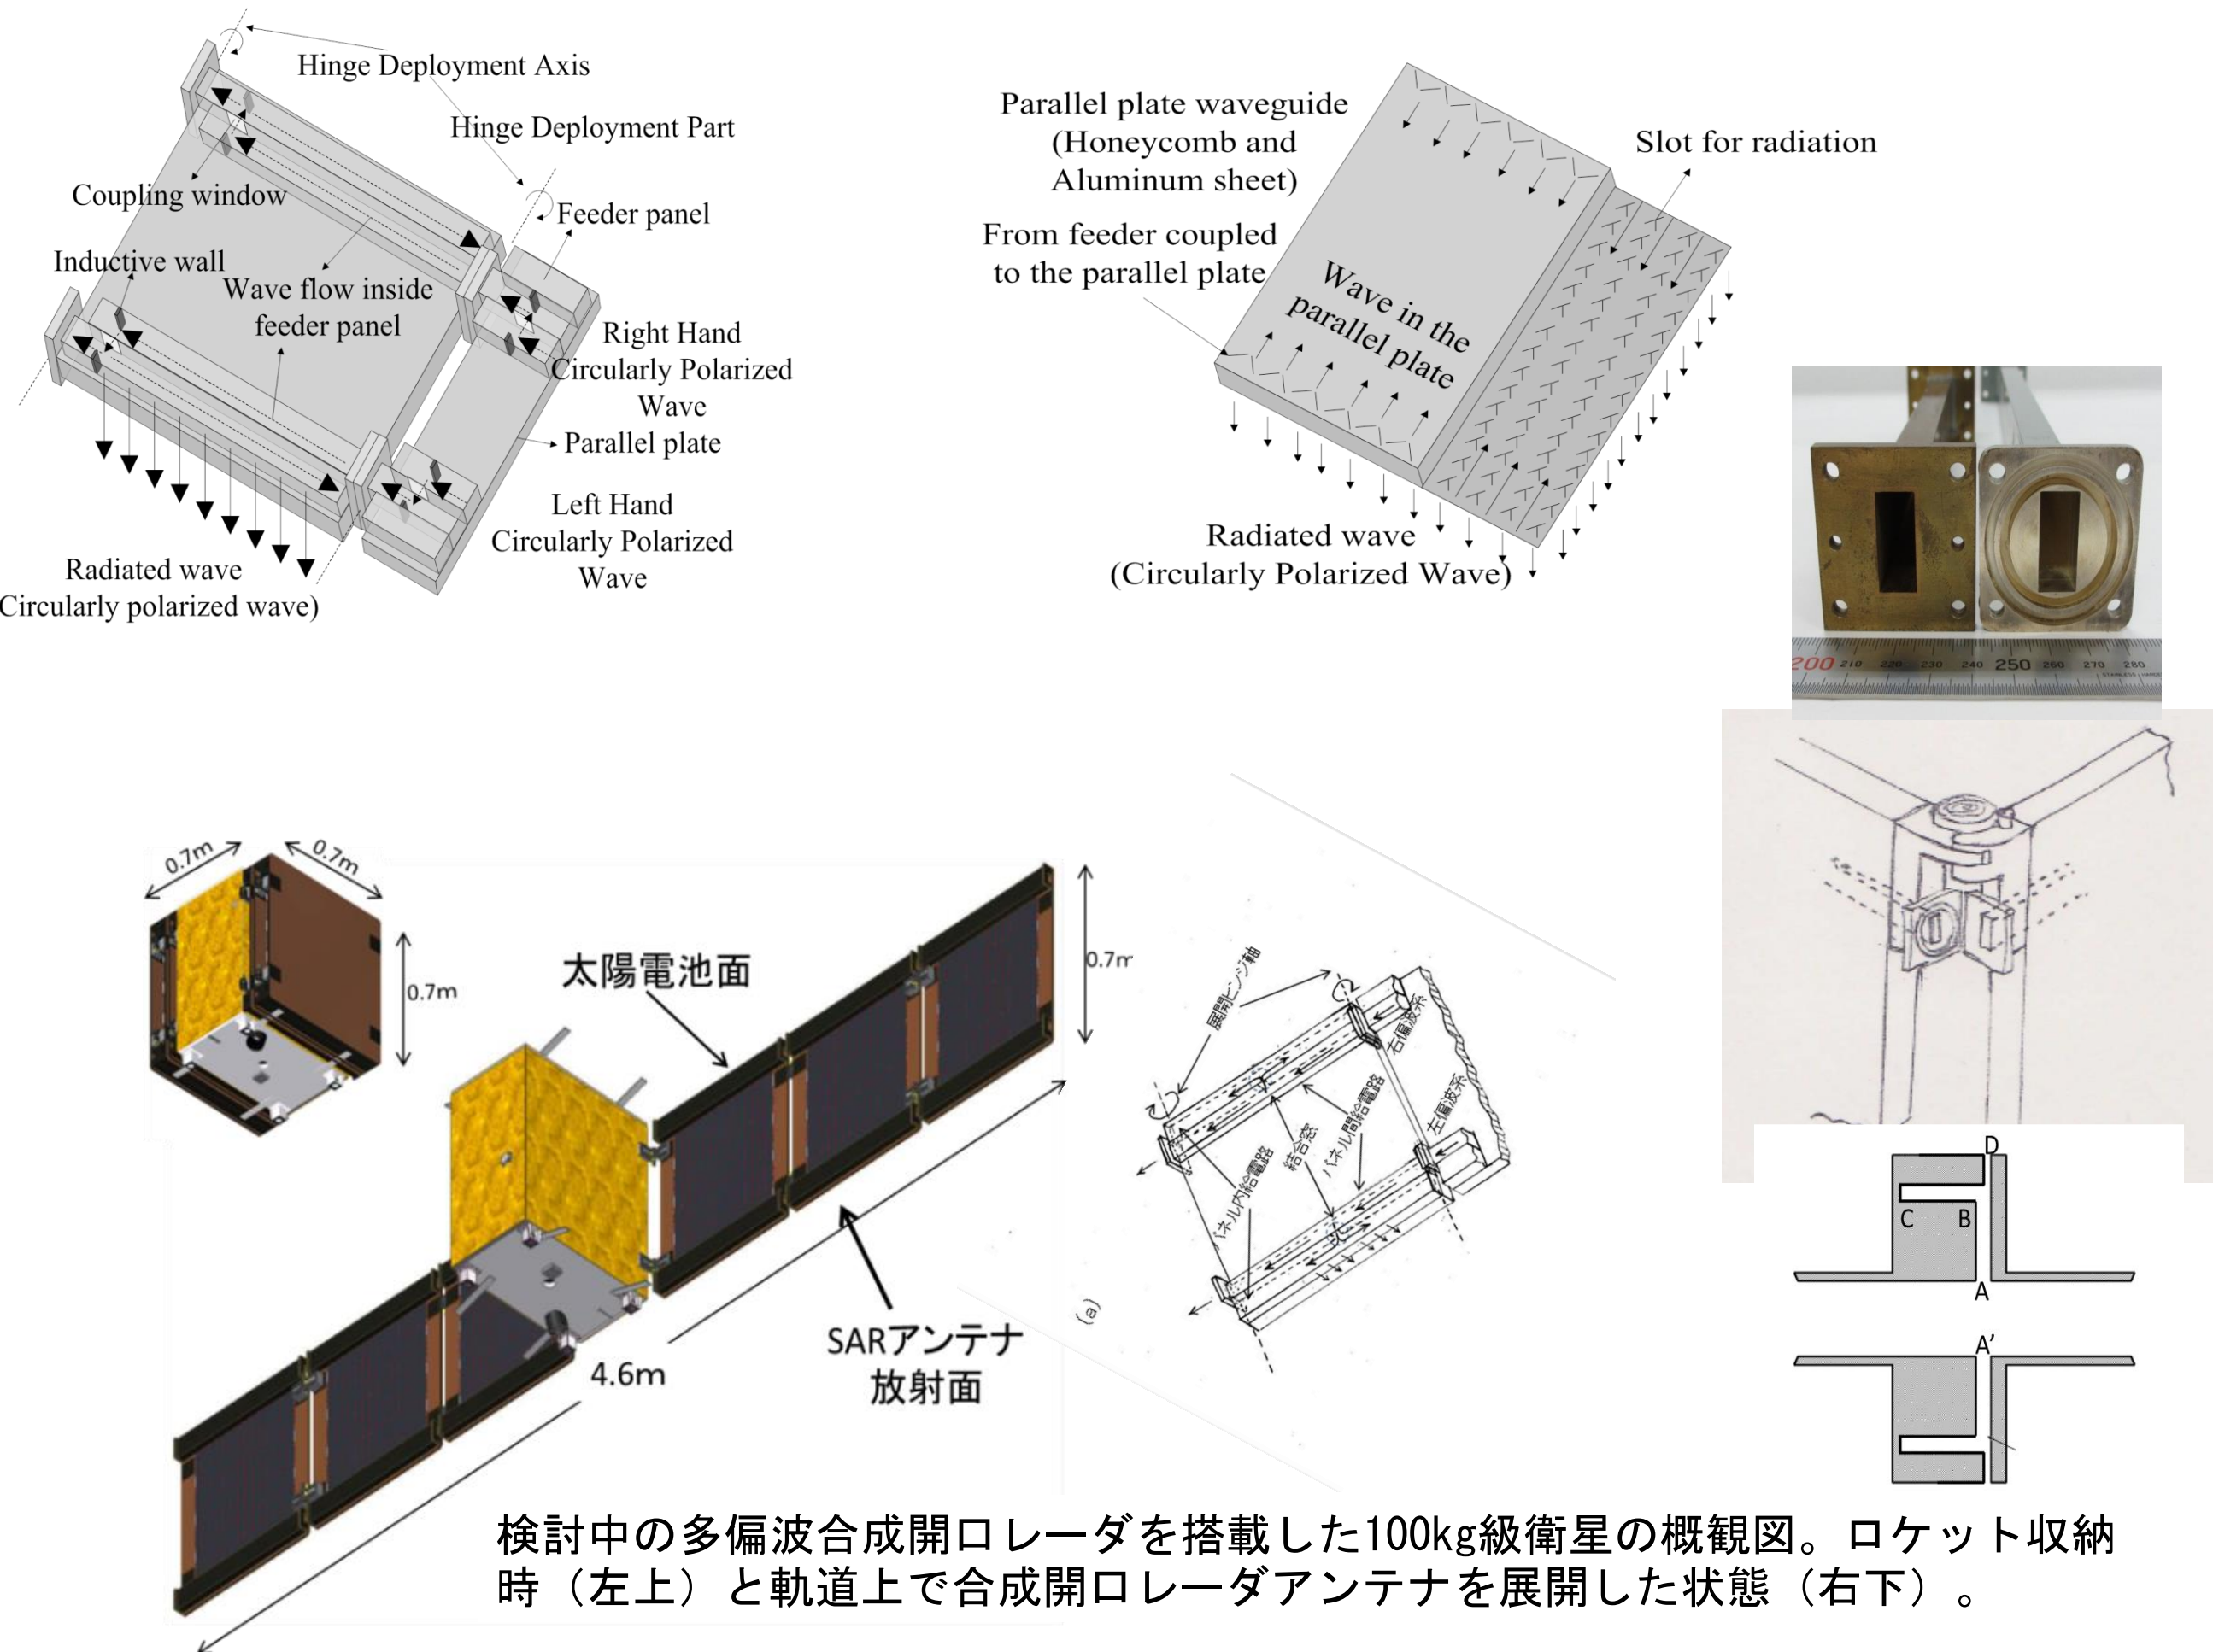 Hinge Deployment Axis
Hinge Deployment Part
Coupling window
Feeder panel
Inductive wall
Wave flow inside
feeder panel
Right Hand
Circularly Polarized
Wave
Parallel plate
Left Hand
Circularly Polarized
Wave
Radiated wave
Circularly polarized wave)
Parallel plate waveguide
(Honeycomb and
Aluminum sheet)
Slot for radiation
From feeder coupled
to the parallel plate
Wave in the
parallel plate
Radiated wave
(Circularly Polarized Wave)
200 210 220 230 240 250 260 270 280
0.7m
0.7m
0.7m
太陽電池面
0.7m
SARアンテナ
放射面
4.6m
展開ヒンジ軸
右偏波系
左偏波系
パネル間給電路
結合窓
パネル内給電路
(a)
D
C B
A
A’
検討中の多偏波合成開口レーダを搭載した100kg級衛星の概観図。ロケット収納
時（左上）と軌道上で合成開口レーダアンテナを展開した状態（右下）。